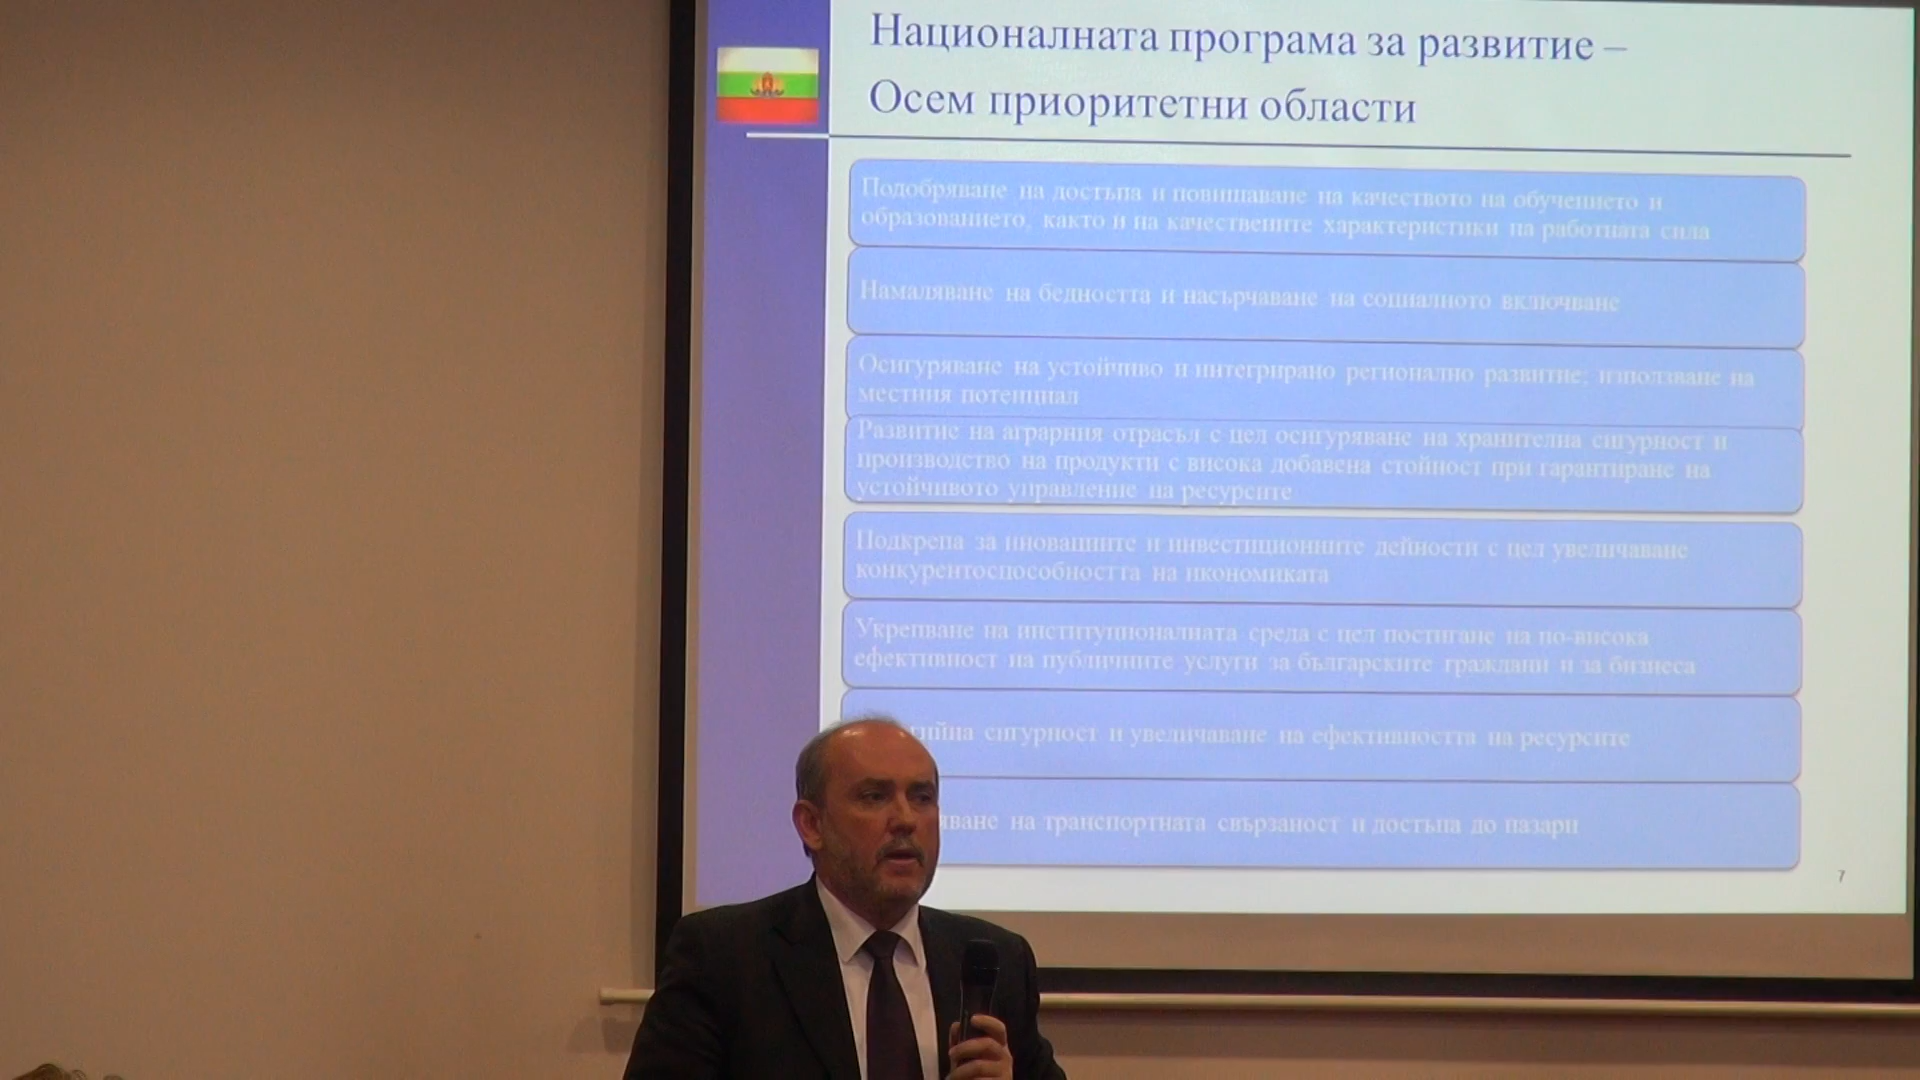 Националната програма за развитие –
Осем приоритетни области
Подобряване на достъпа и повишаване на качеството на обучението и
образованието, както и на качествените характеристики на работната сила
Намаляване на бедността и насърчаване на социалното включване
Осигуряване на устойчиво и интегрирано регионално развитие; използване на
местния потенциал
Развитие на аграрния отрасъл с цел осигуряване на хранителна сигурност и
производство на продукти с висока добавена стойност при гарантиране на
устойчивото управление на ресурсите
Подкрепа за иновациите и инвестиционните дейности с цел увеличаване
конкурентоспособността на икономиката
Укрепване на институционалната среда с цел постигане на по-висока
ефективност на публичните услуги за българските граждани и за бизнеса
сигурност и увеличаване на ефективността на ресурсите
на транспортната свързаност и достъпа до пазари
7